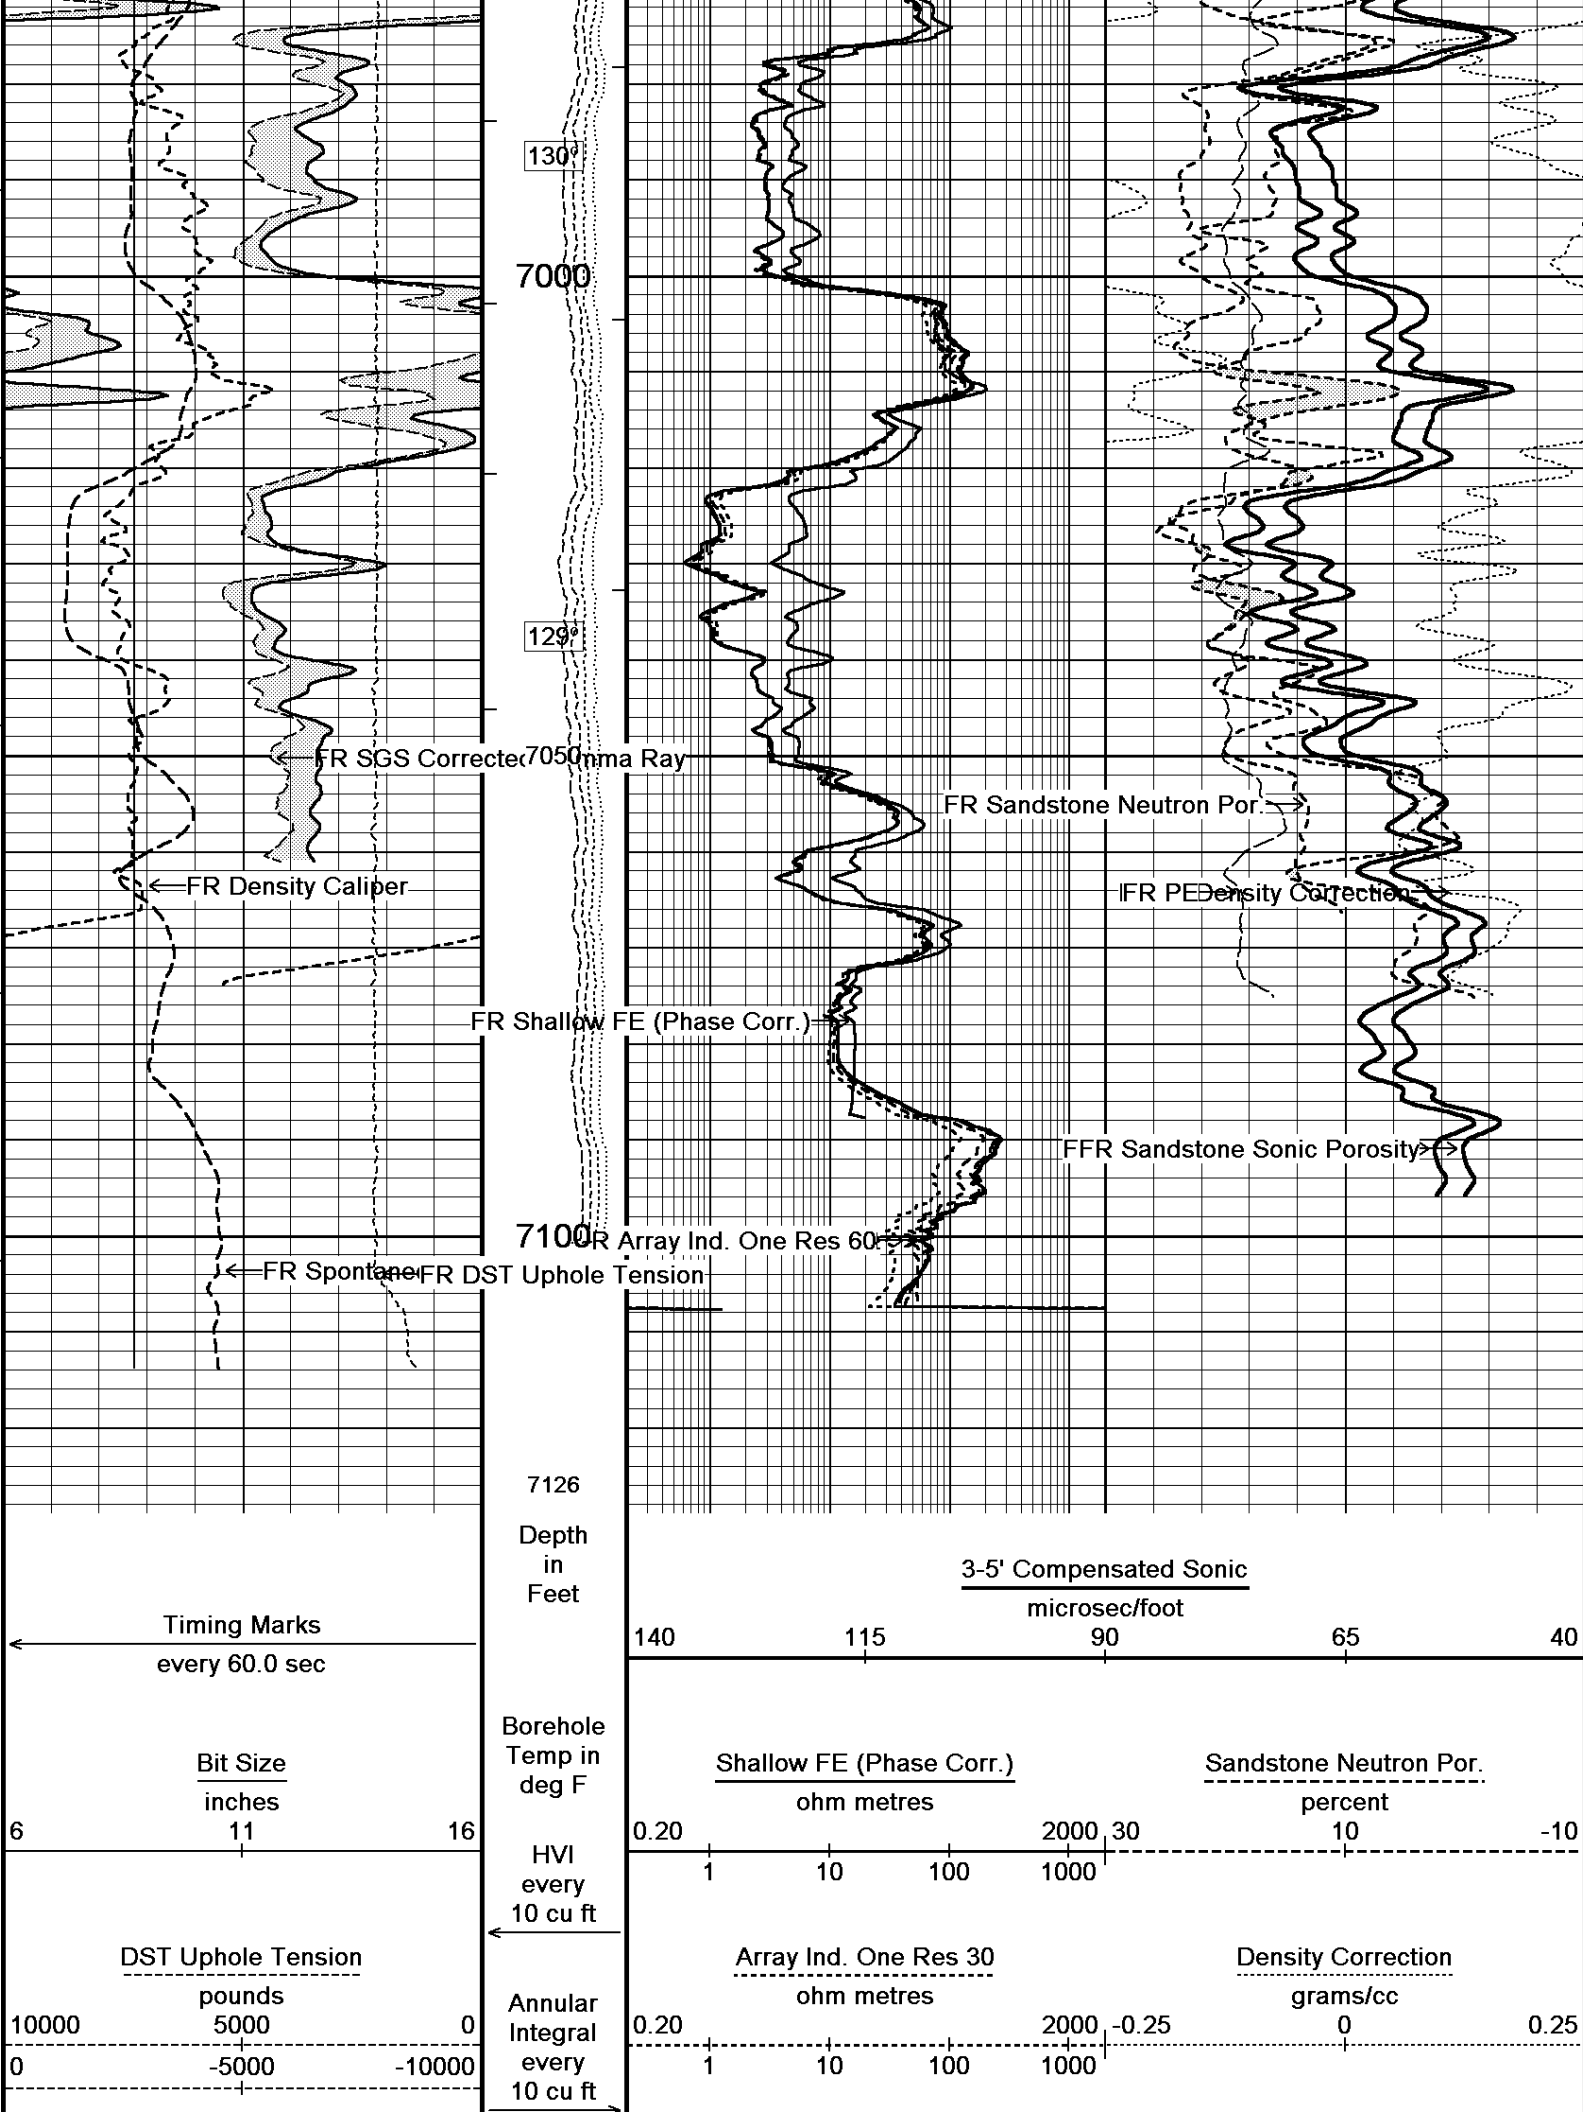 130°
7000
129°
FR SGS Corrected 7050 mma Ray
FR Sandstone Neutron Por.
FR Density Caliper
FR PE Density Correction
FR Shallow FE (Phase Corr.)
FFR Sandstone Sonic Porosity
7100 R Array Ind. One Res 60
FR Spontane FR DST Uphole Tension
7126
Depth
in
Feet
3-5' Compensated Sonic
microsec/foot
140 115 90 65 40
Timing Marks
every 60.0 sec
Borehole
Temp in
deg F
Bit Size
inches
6 11 16
Shallow FE (Phase Corr.)
ohm metres
0.20 2000
1 10 100 1000
Sandstone Neutron Por.
percent
30 10 -10
HVI
every
10 cu ft
DST Uphole Tension
pounds
10000 5000 0
0 -5000 -10000
Annular
Integral
every
10 cu ft
Array Ind. One Res 30
ohm metres
0.20 2000
1 10 100 1000
Density Correction
grams/cc
-0.25 0 0.25